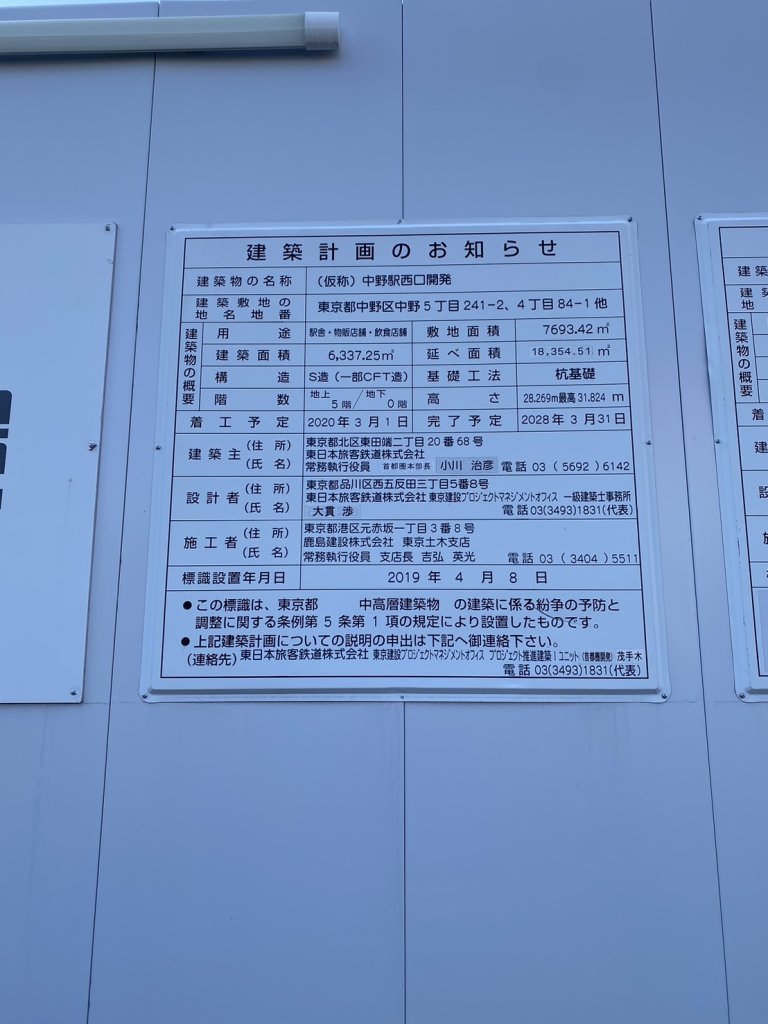 建築計画のお知らせ
建築物の名称 (仮称)中野駅西口開発
建築敷地の地名地番 東京都中野区中野5丁目241-2、4丁目84-1他
建築物の概要
用途 駅舎・物販店舗・飲食店舗 敷地面積 7693.42㎡
建築面積 6,337.25㎡ 延べ面積 18,354.51㎡
構造 S造(一部CFT造) 基礎工法 杭基礎
階数 地上5階/地下0階 高さ 28.269m最高31.824m
着工予定 2020年3月1日 完了予定 2028年3月31日
建築主(住所)(氏名) 東京都北区東田端二丁目20番68号
東日本旅客鉄道株式会社
常務執行役員 首都圏本部長 小川 治彦 電話03(5692)6142
設計者(住所)(氏名) 東京都品川区西五反田三丁目5番8号
東日本旅客鉄道株式会社 東京建設プロジェクトマネジメントオフィス 一級建築士事務所
大貫 渉 電話03(3493)1831(代表)
施工者(住所)(氏名) 東京都港区元赤坂一丁目3番8号
鹿島建設株式会社 東京土木支店
常務執行役員 支店長 吉弘 英光 電話03(3404)5511
標識設置年月日 2019年4月8日
●この標識は、東京都 中高層建築物 の建築に係る紛争の予防と
調整に関する条例第5条第1項の規定により設置したものです。
●上記建築計画についての説明の申出は下記へ御連絡下さい。
(連絡先)東日本旅客鉄道株式会社 東京建設プロジェクトマネジメントオフィス プロジェクト推進建築Iユニット(首都圏開発) 茂手木
電話03(3493)1831(代表)